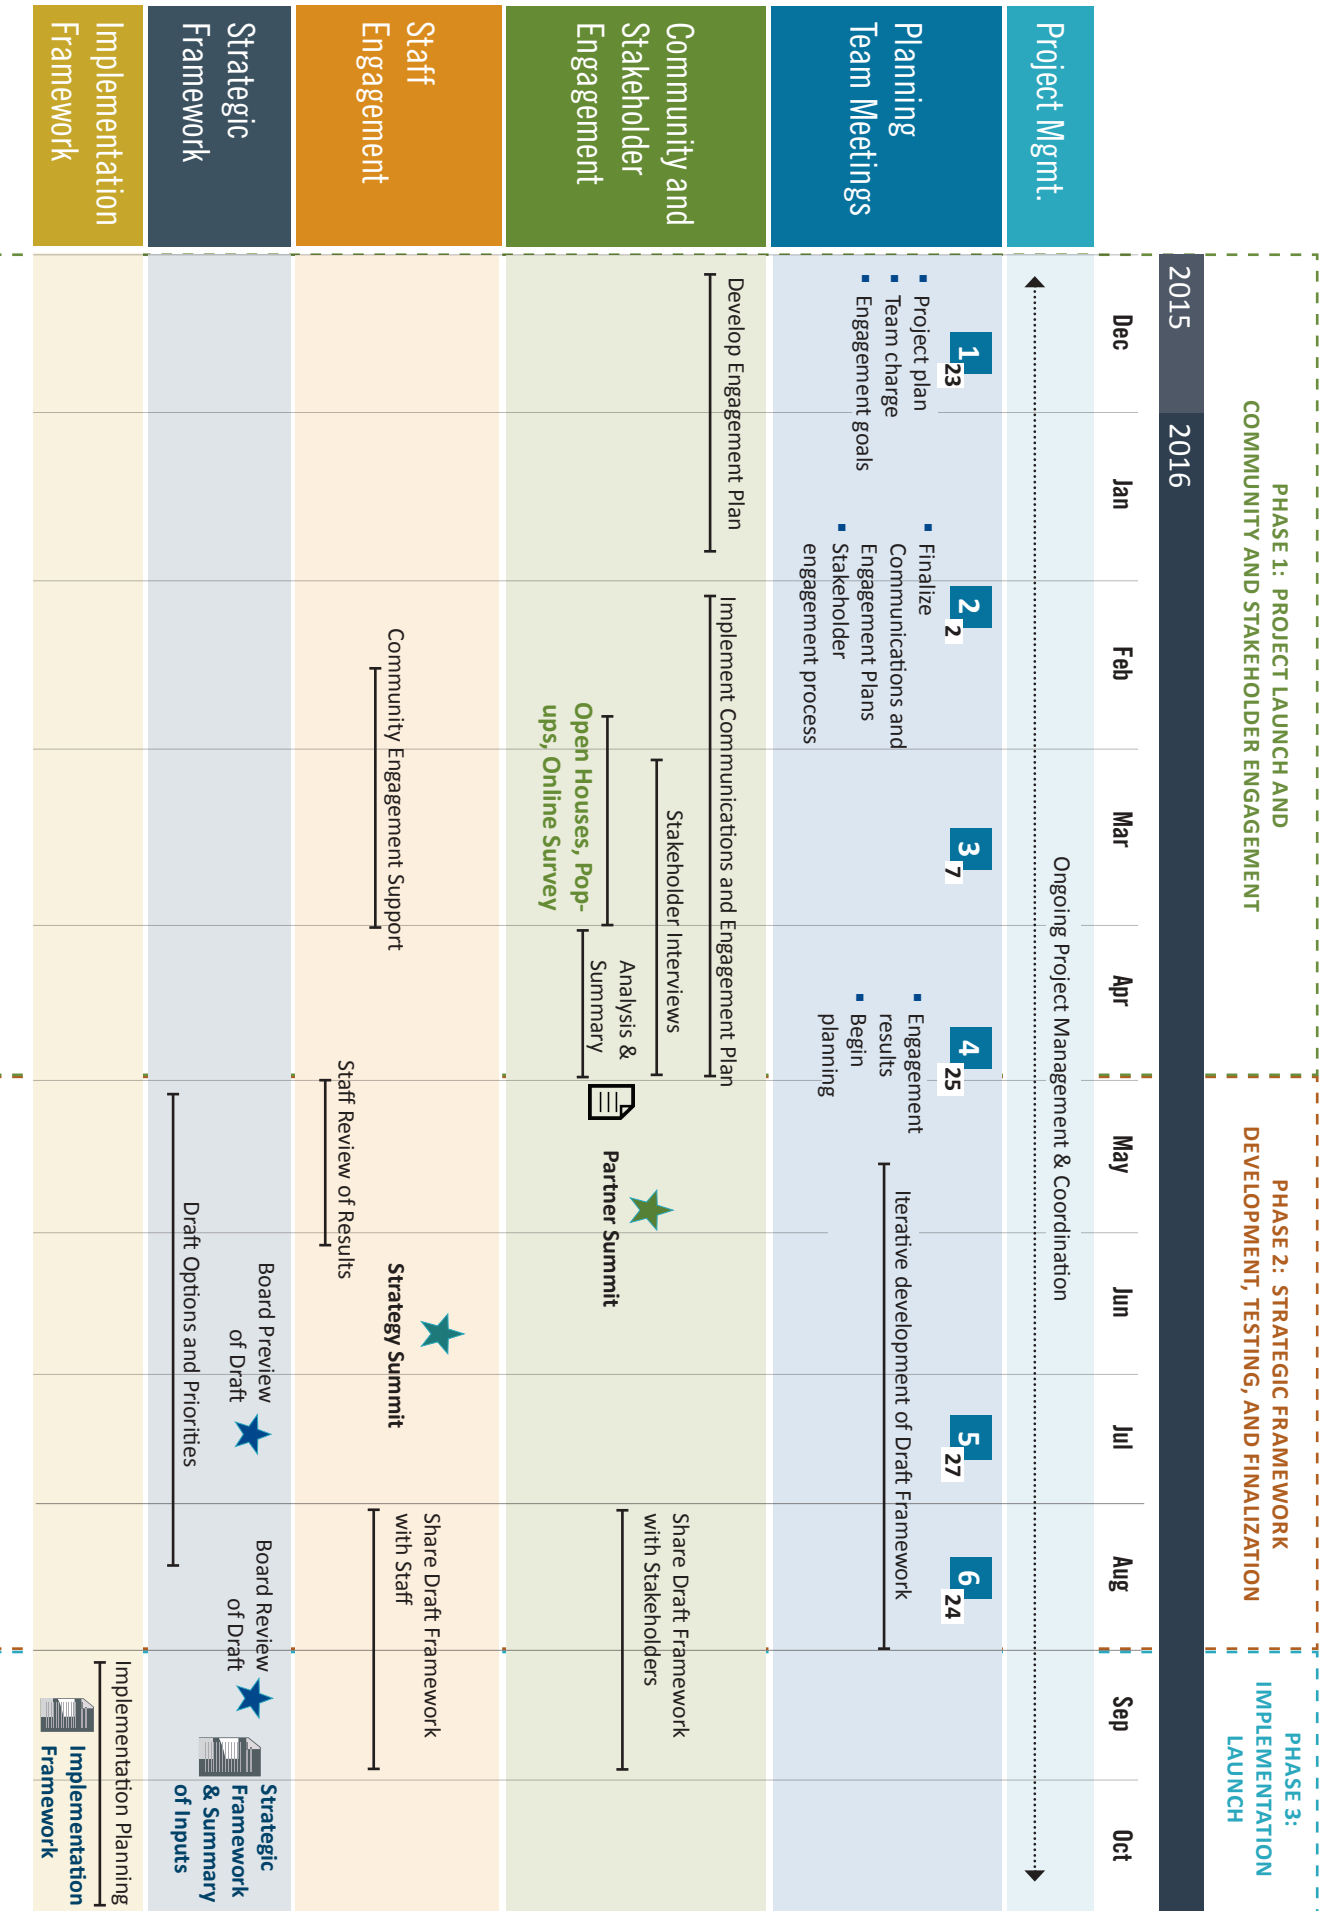 PHASE 1: PROJECT LAUNCH AND
COMMUNITY AND STAKEHOLDER ENGAGEMENT
PHASE 2: STRATEGIC FRAMEWORK
DEVELOPMENT, TESTING, AND FINALIZATION
PHASE 3:
IMPLEMENTATION
LAUNCH
2015
2016
Dec
Jan
Feb
Mar
Apr
May
Jun
Jul
Aug
Sep
Oct
Project Mgmt.
Ongoing Project Management & Coordination
Planning
Team Meetings
1
23
▪ Project plan
▪ Team charge
▪ Engagement goals
2
2
▪ Finalize
Communications and
Engagement Plans
▪ Stakeholder
engagement process
3
7
4
25
▪ Engagement
results
▪ Begin
planning
Iterative development of Draft Framework
5
27
6
24
Community and
Stakeholder
Engagement
Develop Engagement Plan
Implement Communications and Engagement Plan
Stakeholder Interviews
Open Houses, Pop-
ups, Online Survey
Analysis &
Summary
Partner Summit
Share Draft Framework
with Stakeholders
Staff
Engagement
Community Engagement Support
Staff Review of Results
Strategy Summit
Share Draft Framework
with Staff
Strategic
Framework
Draft Options and Priorities
Board Preview
of Draft
Board Review
of Draft
Strategic
Framework
& Summary
of Inputs
Implementation
Framework
Implementation Planning
Implementation
Framework